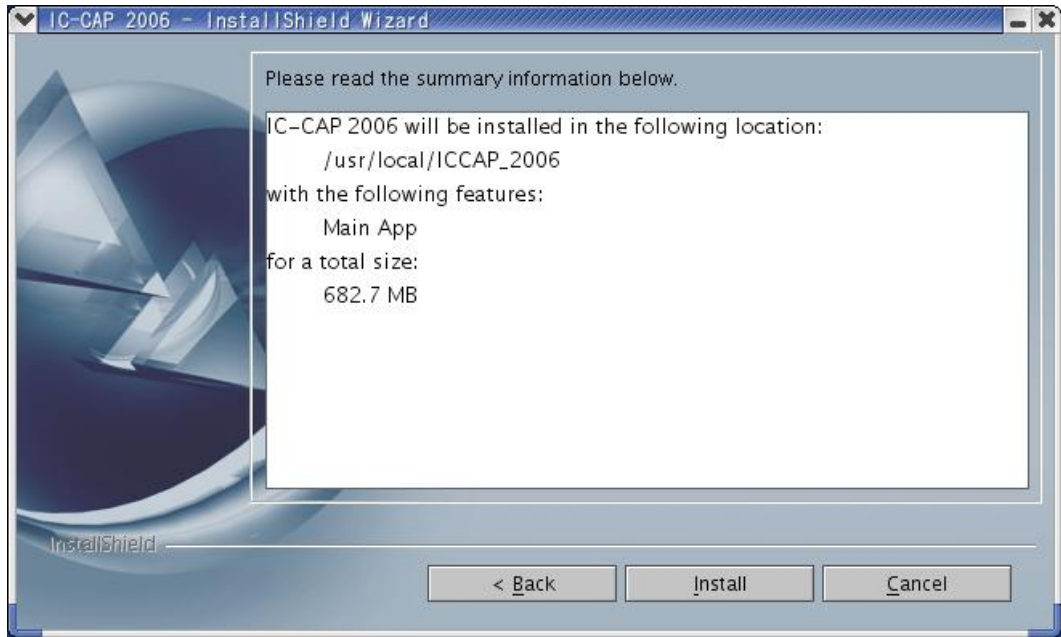 IC-CAP 2006 - InstallShield Wizard
Please read the summary information below.
IC-CAP 2006 will be installed in the following location:
/usr/local/ICCAP_2006
with the following features:
Main App
for a total size:
682.7 MB
InstallShield
< Back
Install
Cancel